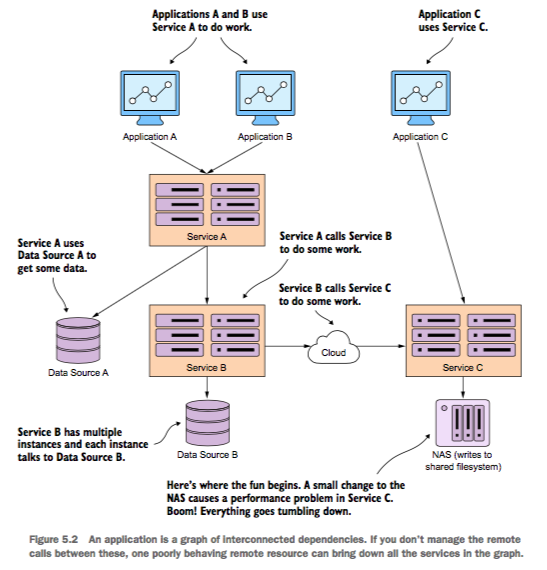 Applications A and B use
Service A to do work.
Application C
uses Service C.
Application A
Application B
Application C
Service A
Service A uses
Data Source A to
get some data.
Service A calls Service B
to do some work.
Service B calls Service C
to do some work.
Data Source A
Service B
Cloud
Service C
Service B has multiple
instances and each instance
talks to Data Source B.
Data Source B
NAS (writes to
shared filesystem)
Here's where the fun begins. A small change to the
NAS causes a performance problem in Service C.
Boom! Everything goes tumbling down.
Figure 5.2 An application is a graph of interconnected dependencies. If you don't manage the remote
calls between these, one poorly behaving remote resource can bring down all the services in the graph.